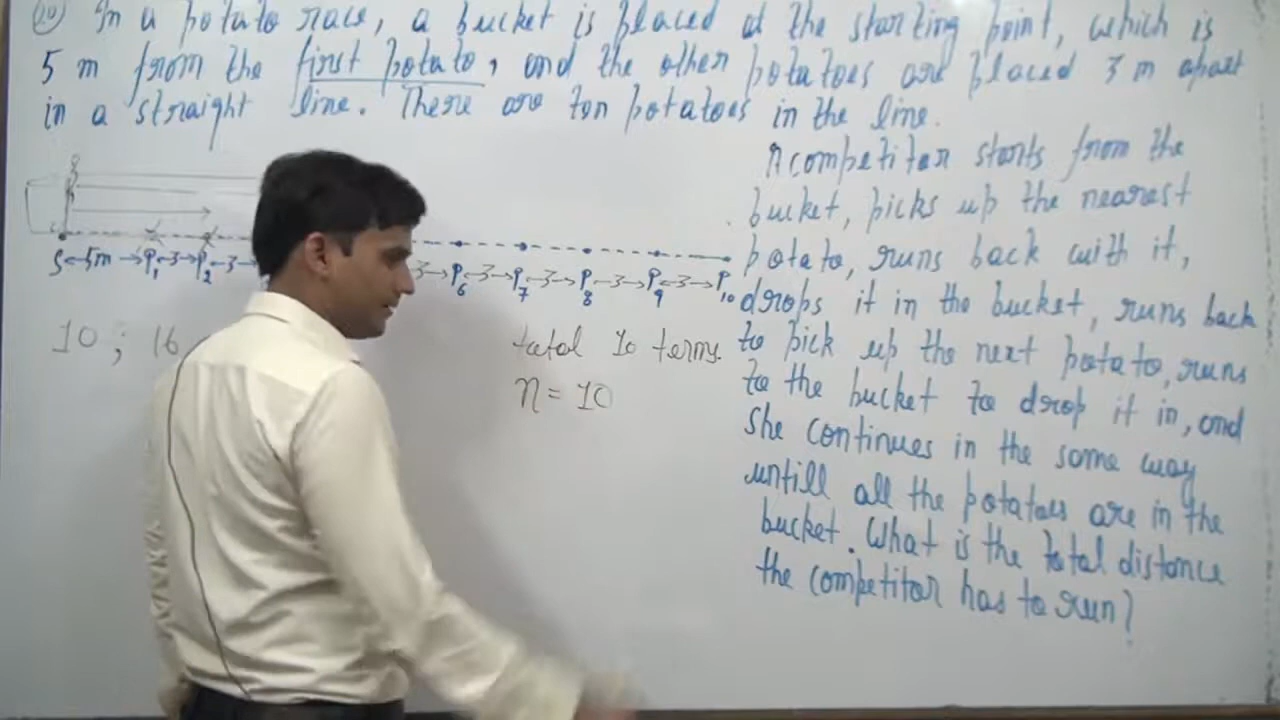 In a potato race, a bucket is placed at the starting point, which is
5 m from the first potato, and the other potatoes are placed 3 m apart
in a straight line. There are ten potatoes in the line.
A competitor starts from the
bucket, picks up the nearest
potato, runs back with it,
drops it in the bucket, runs back
to pick up the next potato, runs
to the bucket to drop it in, and
she continues in the same way
untill all the potatoes are in the
bucket. What is the total distance
the competitor has to run?
S 5m P1 3 P2 3 3 P6 3 P7 3 P8 3 P9 3 P10
10 ; 16
total 10 terms.
n = 10